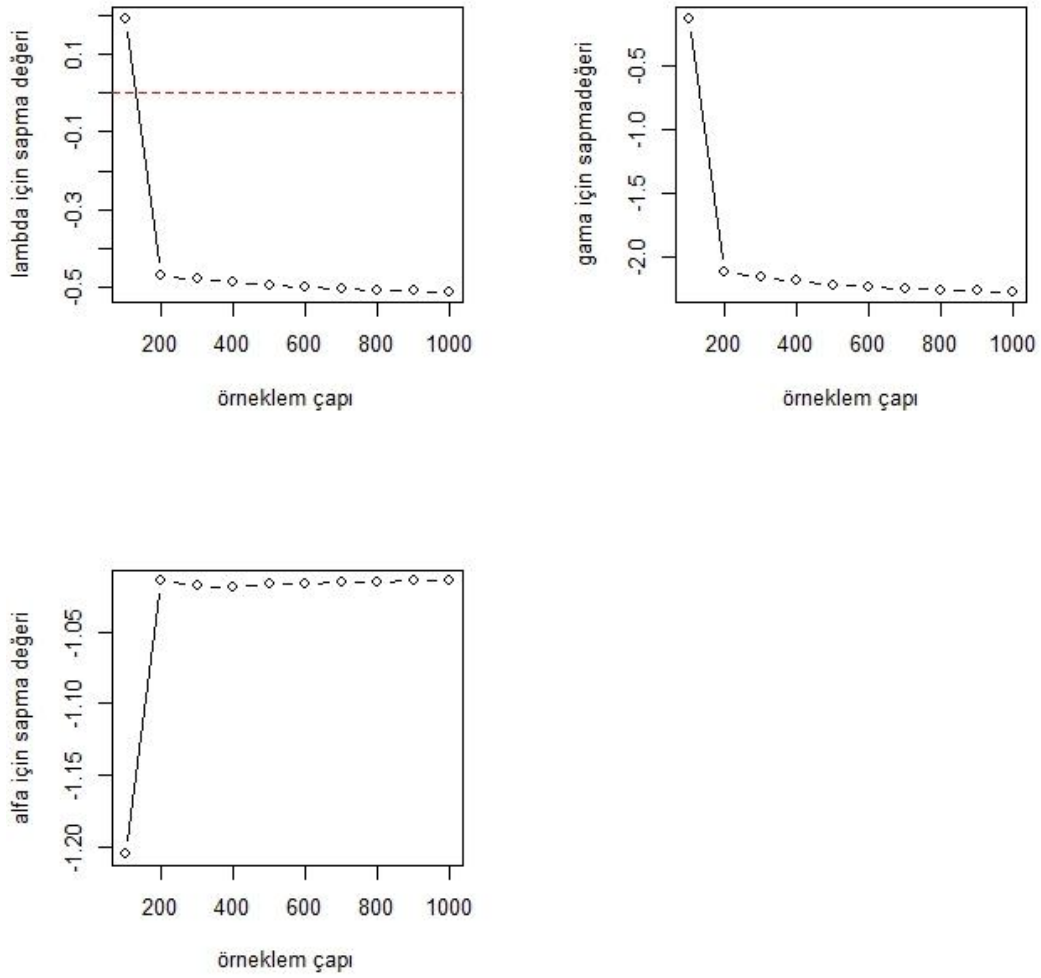 lambda için sapma değeri
0.1
-0.1
-0.3
-0.5
200 400 600 800 1000
örneklem çapı
gama için sapmadeğeri
-0.5
-1.0
-1.5
-2.0
200 400 600 800 1000
örneklem çapı
alfa için sapma değeri
-1.05
-1.10
-1.15
-1.20
200 400 600 800 1000
örneklem çapı